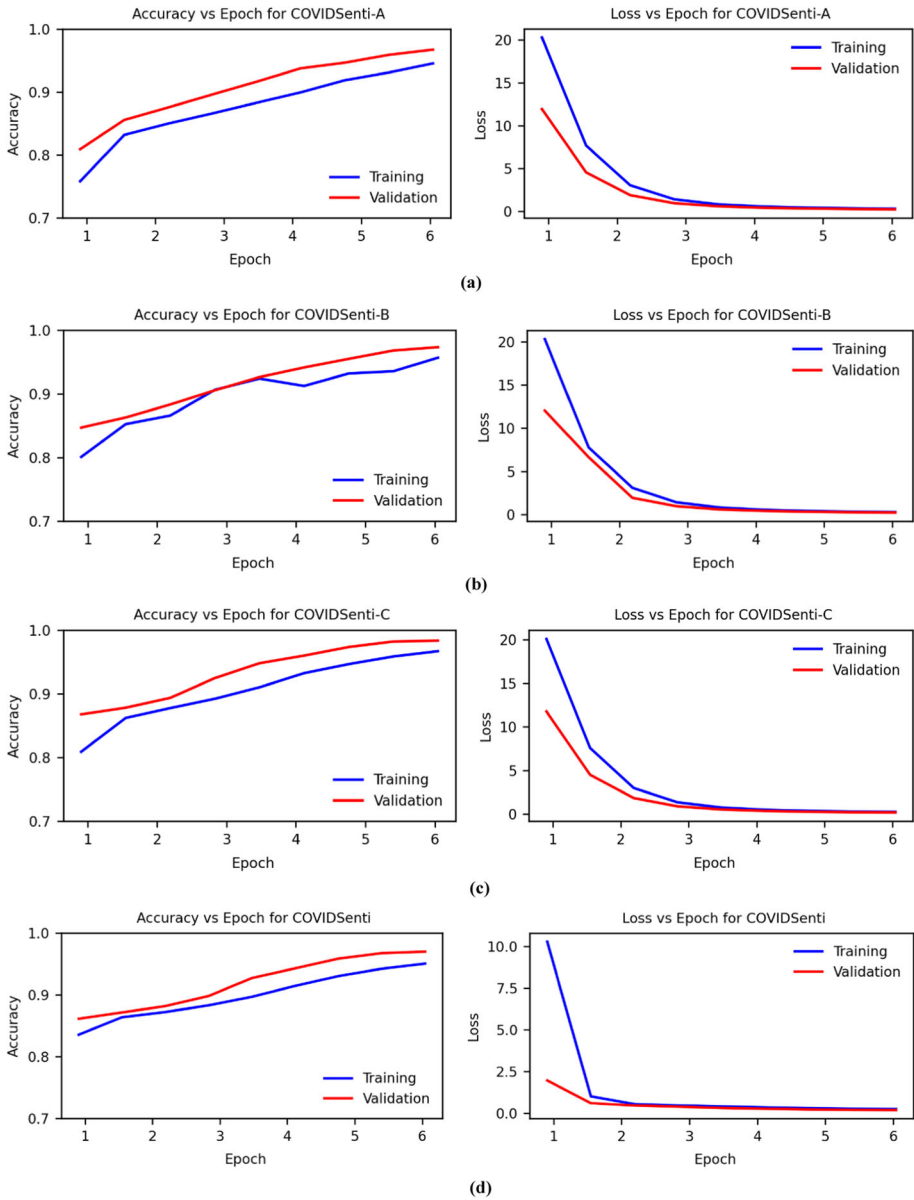 Accuracy vs Epoch for COVIDSenti-A
1.0
0.9
0.8
0.7
Accuracy
Training
Validation
1 2 3 4 5 6
Epoch
Loss vs Epoch for COVIDSenti-A
20
15
10
5
0
Loss
Training
Validation
1 2 3 4 5 6
Epoch
(a)
Accuracy vs Epoch for COVIDSenti-B
1.0
0.9
0.8
0.7
Accuracy
Training
Validation
1 2 3 4 5 6
Epoch
Loss vs Epoch for COVIDSenti-B
20
15
10
5
0
Loss
Training
Validation
1 2 3 4 5 6
Epoch
(b)
Accuracy vs Epoch for COVIDSenti-C
1.0
0.9
0.8
0.7
Accuracy
Training
Validation
1 2 3 4 5 6
Epoch
Loss vs Epoch for COVIDSenti-C
20
15
10
5
0
Loss
Training
Validation
1 2 3 4 5 6
Epoch
(c)
Accuracy vs Epoch for COVIDSenti
1.0
0.9
0.8
0.7
Accuracy
Training
Validation
1 2 3 4 5 6
Epoch
Loss vs Epoch for COVIDSenti
10.0
7.5
5.0
2.5
0.0
Loss
Training
Validation
1 2 3 4 5 6
Epoch
(d)